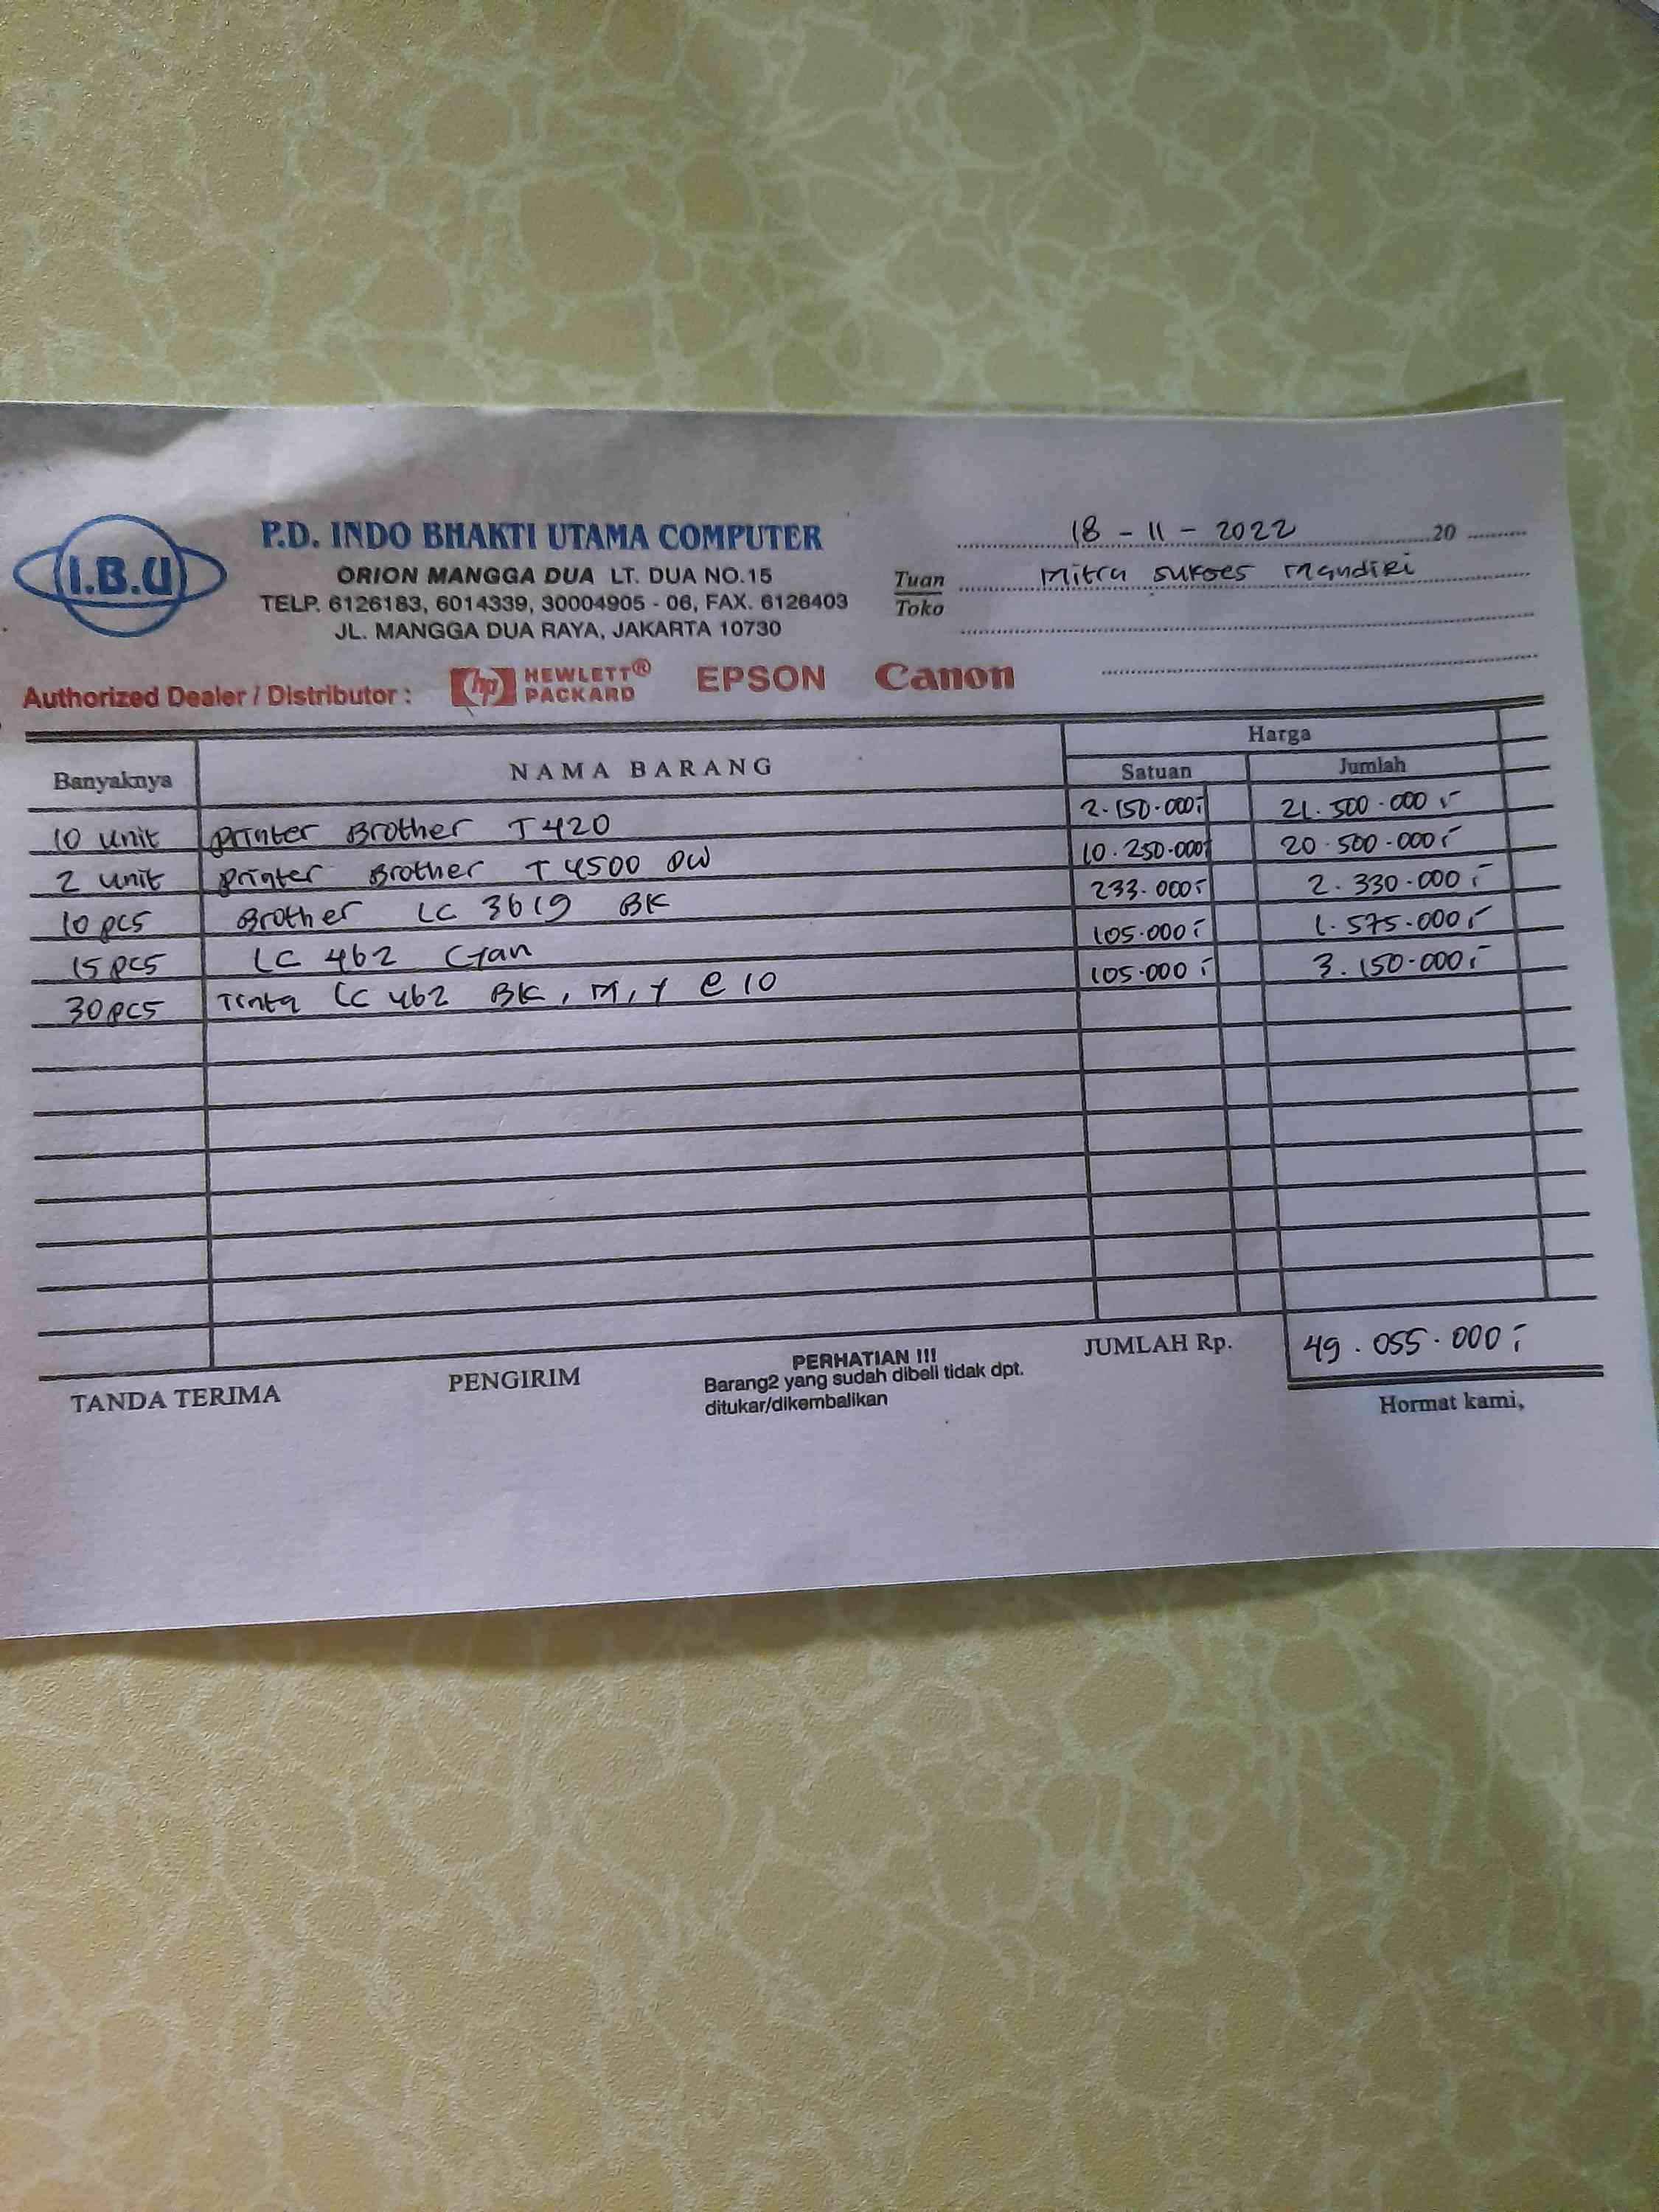 I.B.U
P.D. INDO BHAKTI UTAMA COMPUTER
ORION MANGGA DUA LT. DUA NO.15
TELP. 6126183, 6014339, 30004905 - 06, FAX. 6126403
JL. MANGGA DUA RAYA, JAKARTA 10730
18 - 11 - 2022 20
Tuan Mitra sukses Mandiri
Toko
Authorized Dealer / Distributor : hp HEWLETT® PACKARD EPSON Canon
Banyaknya NAMA BARANG Harga
Satuan Jumlah
10 unit Printer Brother T420 2.150.000,- 21.500.000,-
2 unit Printer Brother T4500 DW 10.250.000,- 20.500.000,-
10 pcs Brother LC 3619 BK 233.000,- 2.330.000,-
15 pcs LC 462 Cyan 105.000,- 1.575.000,-
30 pcs Tinta LC 462 BK, M, Y @ 10 105.000,- 3.150.000,-
JUMLAH Rp. 49.055.000,-
TANDA TERIMA PENGIRIM
PERHATIAN !!!
Barang2 yang sudah dibeli tidak dpt.
ditukar/dikembalikan
Hormat kami,